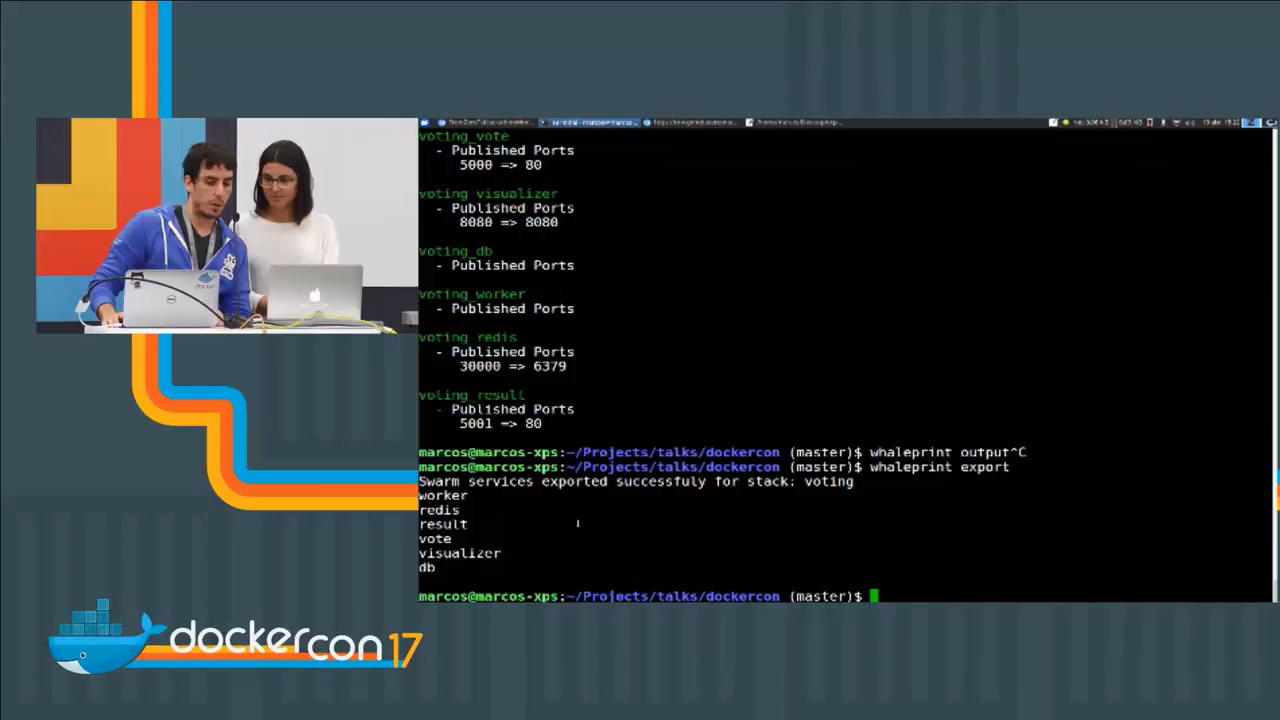 voting_vote
- Published Ports
5000 => 80
voting_visualizer
- Published Ports
8080 => 8080
voting_db
- Published Ports
voting_worker
- Published Ports
voting_redis
- Published Ports
30000 => 6379
voting_result
- Published Ports
5001 => 80
marcos@marcos-xps:~/Projects/talks/dockercon (master)$ whaleprint output^C
marcos@marcos-xps:~/Projects/talks/dockercon (master)$ whaleprint export
Swarm services exported successfuly for stack: voting
worker
redis
result
vote
visualizer
db
marcos@marcos-xps:~/Projects/talks/dockercon (master)$
dockercon 17